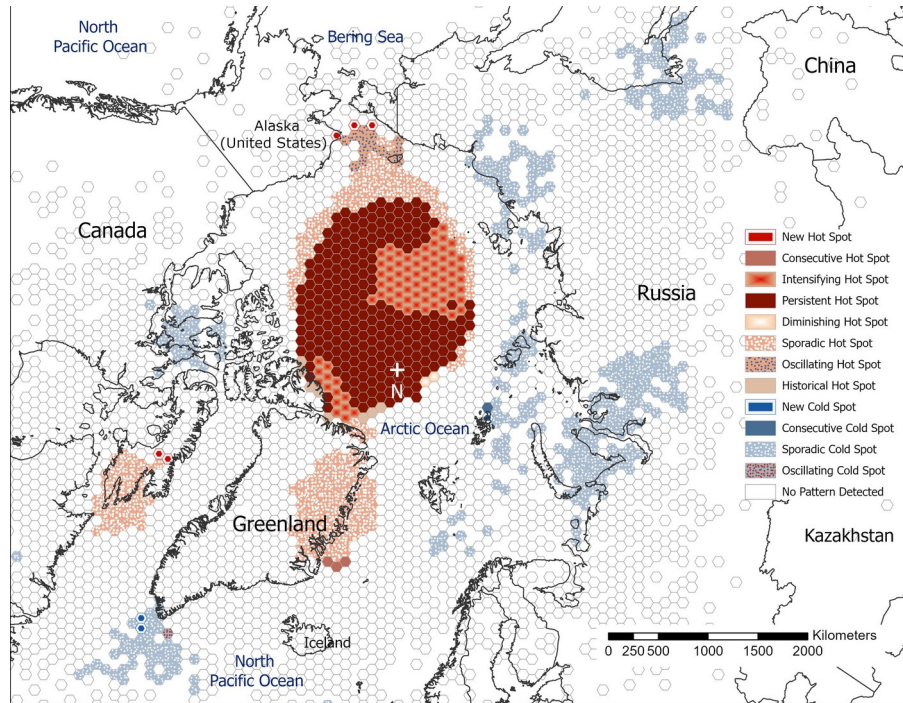 North
Pacific Ocean
Bering Sea
China
Alaska
(United States)
Canada
Russia
New Hot Spot
Consecutive Hot Spot
Intensifying Hot Spot
Persistent Hot Spot
Diminishing Hot Spot
Sporadic Hot Spot
Oscillating Hot Spot
Historical Hot Spot
New Cold Spot
Consecutive Cold Spot
Sporadic Cold Spot
Oscillating Cold Spot
No Pattern Detected
N
Arctic Ocean
Greenland
Kazakhstan
Iceland
North
Pacific Ocean
Kilometers
0 250 500 1000 1500 2000